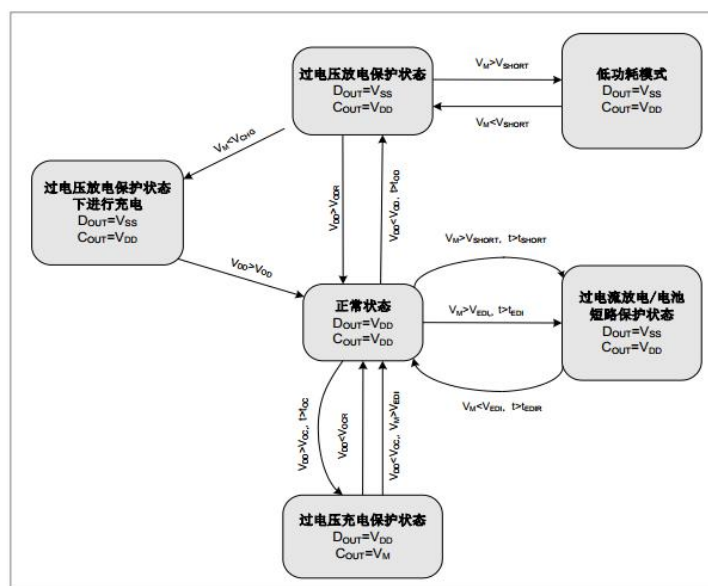 过电压放电保护状态
DOUT=VSS
COUT=VDD
VM>VSHORT
VM<VSHORT
低功耗模式
DOUT=VSS
COUT=VDD
VM<VCHG
过电压放电保护状态
下进行充电
DOUT=VSS
COUT=VDD
VDD>VODR
VDD<VOD, t>tOD
VDD>VOD
VM>VSHORT, t>tSHORT
正常状态
DOUT=VDD
COUT=VDD
VM>VEDI, t>tEDI
过电流放电/电池
短路保护状态
DOUT=VSS
COUT=VDD
VM<VEDI, t>tEDIR
VDD>VOC, t>tOC
VDD<VOCR
VDD<VOC, VM>VEDI
过电压充电保护状态
DOUT=VDD
COUT=VM